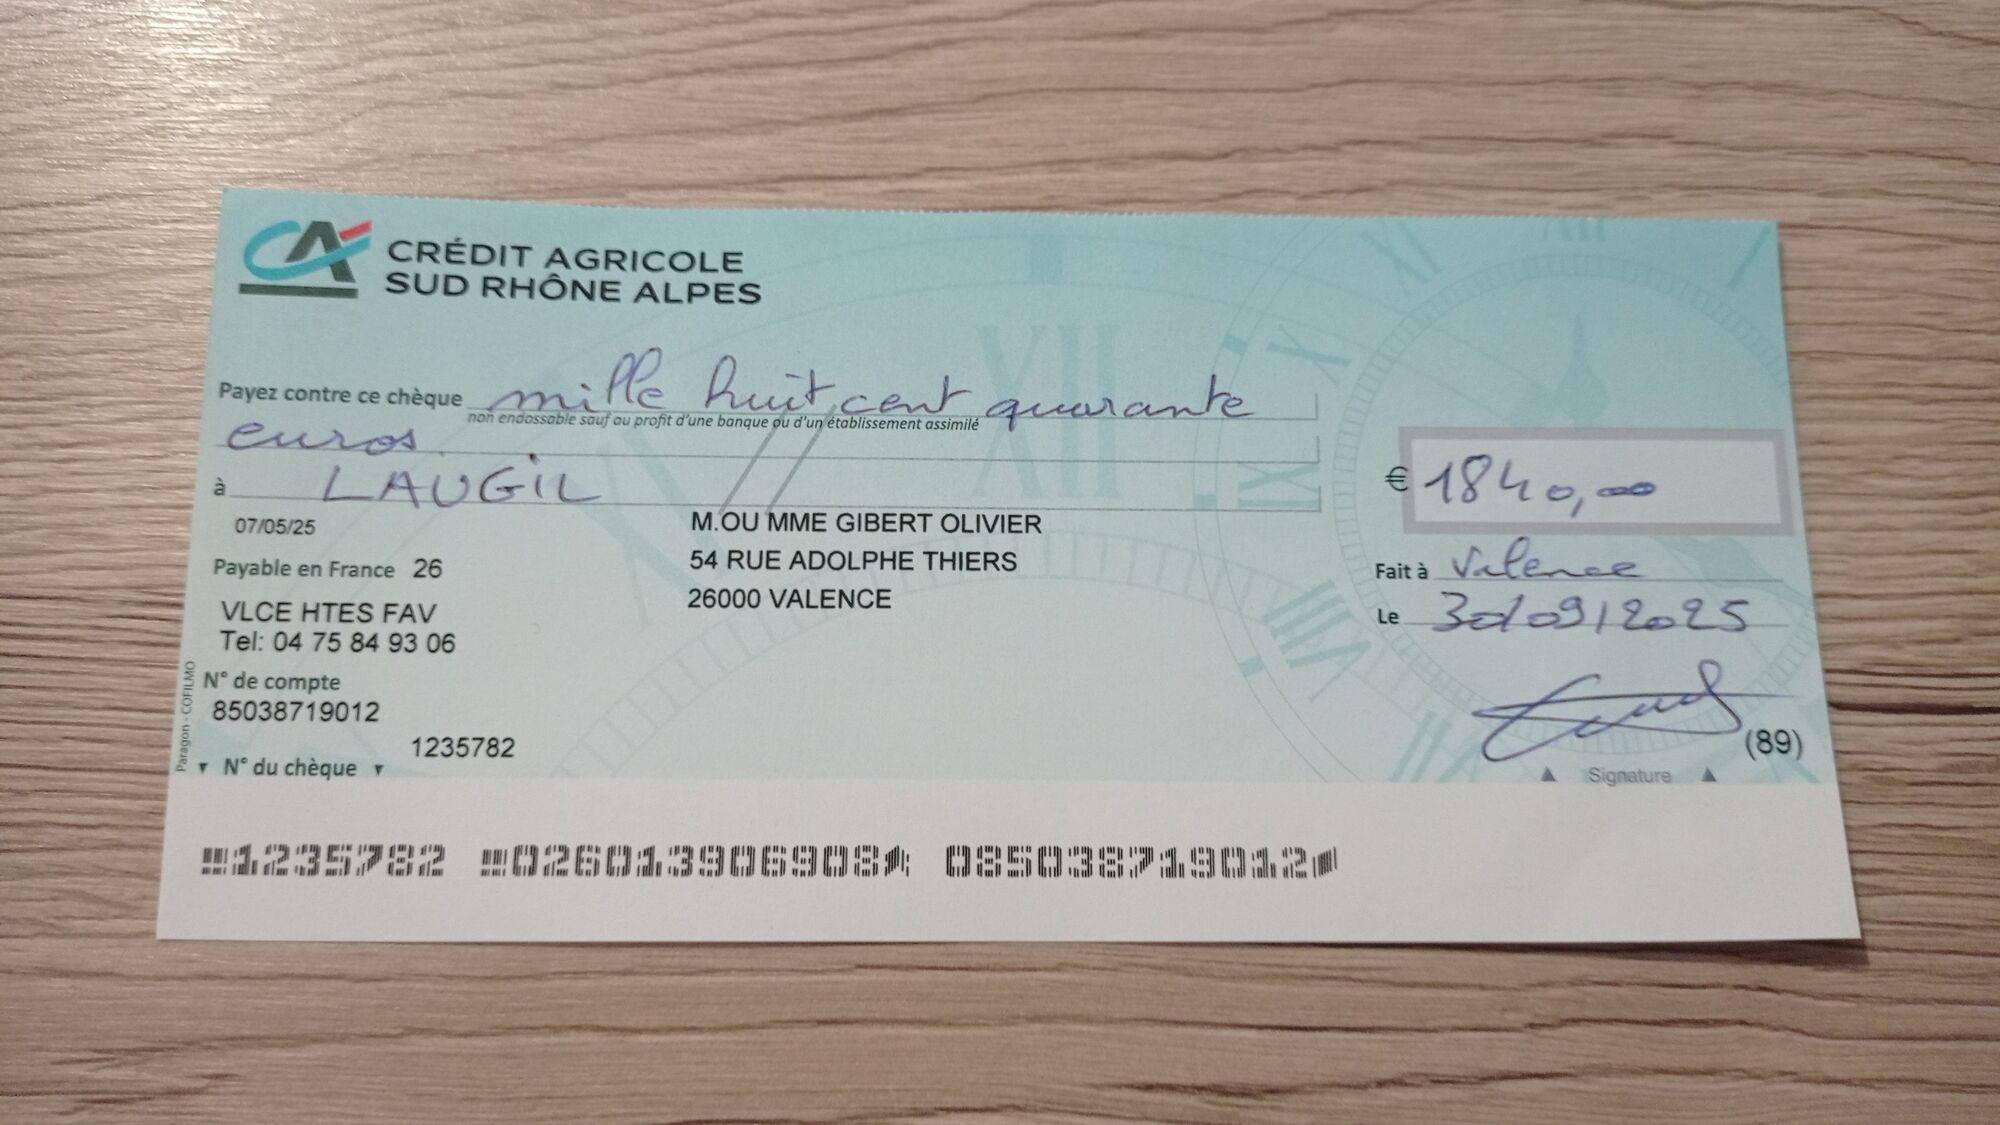 CRÉDIT AGRICOLE
SUD RHÔNE ALPES
Payez contre ce chèque mille huit cent quarante
non endossable sauf au profit d'une banque ou d'un établissement assimilé
euros
à LAUGIL
€ 1840,00
07/05/25
M.OU MME GIBERT OLIVIER
54 RUE ADOLPHE THIERS
26000 VALENCE
Payable en France 26
Fait à Valence
Le 30/09/2025
VLCE HTES FAV
Tel: 04 75 84 93 06
N° de compte
85038719012
1235782
N° du chèque
(89)
Signature
Paragon - COFILMO
1235782 026013906908 085038719012
XII